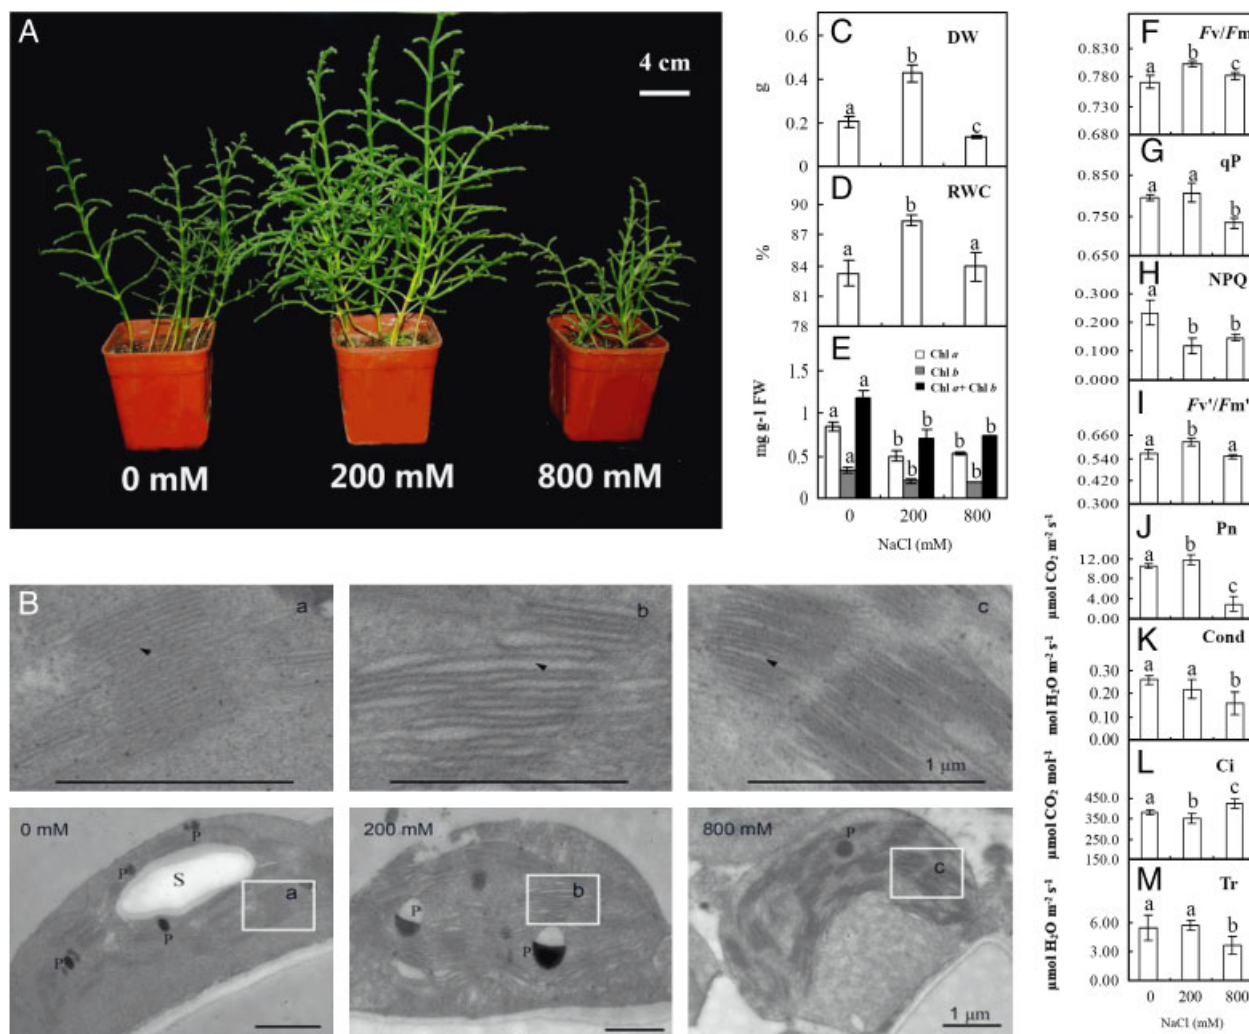 A
4 cm
0 mM
200 mM
800 mM
B
a
b
c
1 μm
0 mM
P
P
S
a
P
P
200 mM
b
P
P
800 mM
P
c
1 μm
C
DW
g
0.6
0.4
0.2
0
a
b
c
D
RWC
%
90
87
84
81
78
a
b
a
E
Chl a
Chl b
Chl a+ Chl b
mg g-1 FW
1.5
1
0.5
0
a
a
a
b
b
b
b
b
b
0
200
800
NaCl (mM)
F
Fv/Fm
0.830
0.780
0.730
0.680
a
b
c
G
qP
0.850
0.750
0.650
a
a
b
H
NPQ
0.300
0.200
0.100
0.000
a
b
b
I
Fv'/Fm'
0.660
0.540
0.420
0.300
a
b
a
J
Pn
μmol CO₂ m⁻² s⁻¹
12.00
8.00
4.00
0.00
a
b
c
K
Cond
mol H₂O m⁻² s⁻¹
0.30
0.20
0.10
0.00
a
a
b
L
Ci
μmol CO₂ mol⁻¹
450.0
350.0
250.0
150.0
a
b
c
M
Tr
μmol H₂O m⁻² s⁻¹
6.00
3.00
0.00
a
a
b
0
200
800
NaCl (mM)